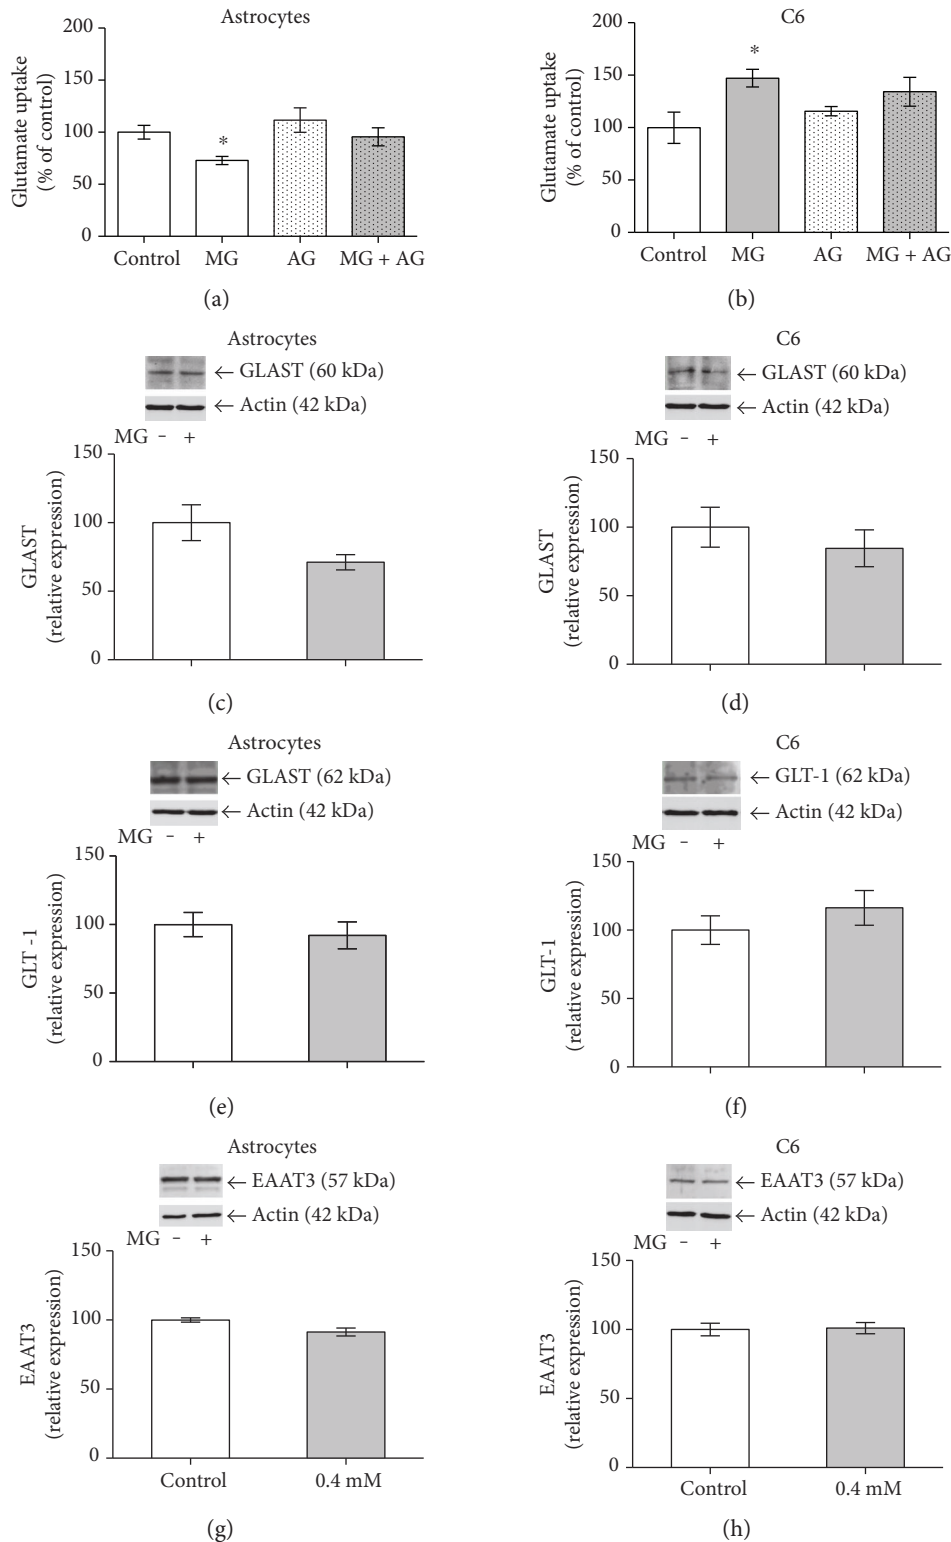 Astrocytes
200
150
100
50
0
Glutamate uptake
(% of control)
*
Control MG AG MG + AG
(a)
C6
200
150
100
50
0
Glutamate uptake
(% of control)
*
Control MG AG MG + AG
(b)
Astrocytes
← GLAST (60 kDa)
← Actin (42 kDa)
MG - +
150
100
50
0
GLAST
(relative expression)
(c)
C6
← GLAST (60 kDa)
← Actin (42 kDa)
MG - +
150
100
50
0
GLAST
(relative expression)
(d)
Astrocytes
← GLAST (62 kDa)
← Actin (42 kDa)
MG - +
150
100
50
0
GLT -1
(relative expression)
(e)
C6
← GLT-1 (62 kDa)
← Actin (42 kDa)
MG - +
150
100
50
0
GLT-1
(relative expression)
(f)
Astrocytes
← EAAT3 (57 kDa)
← Actin (42 kDa)
MG - +
150
100
50
0
EAAT3
(relative expression)
Control 0.4 mM
(g)
C6
← EAAT3 (57 kDa)
← Actin (42 kDa)
MG - +
150
100
50
0
EAAT3
(relative expression)
Control 0.4 mM
(h)